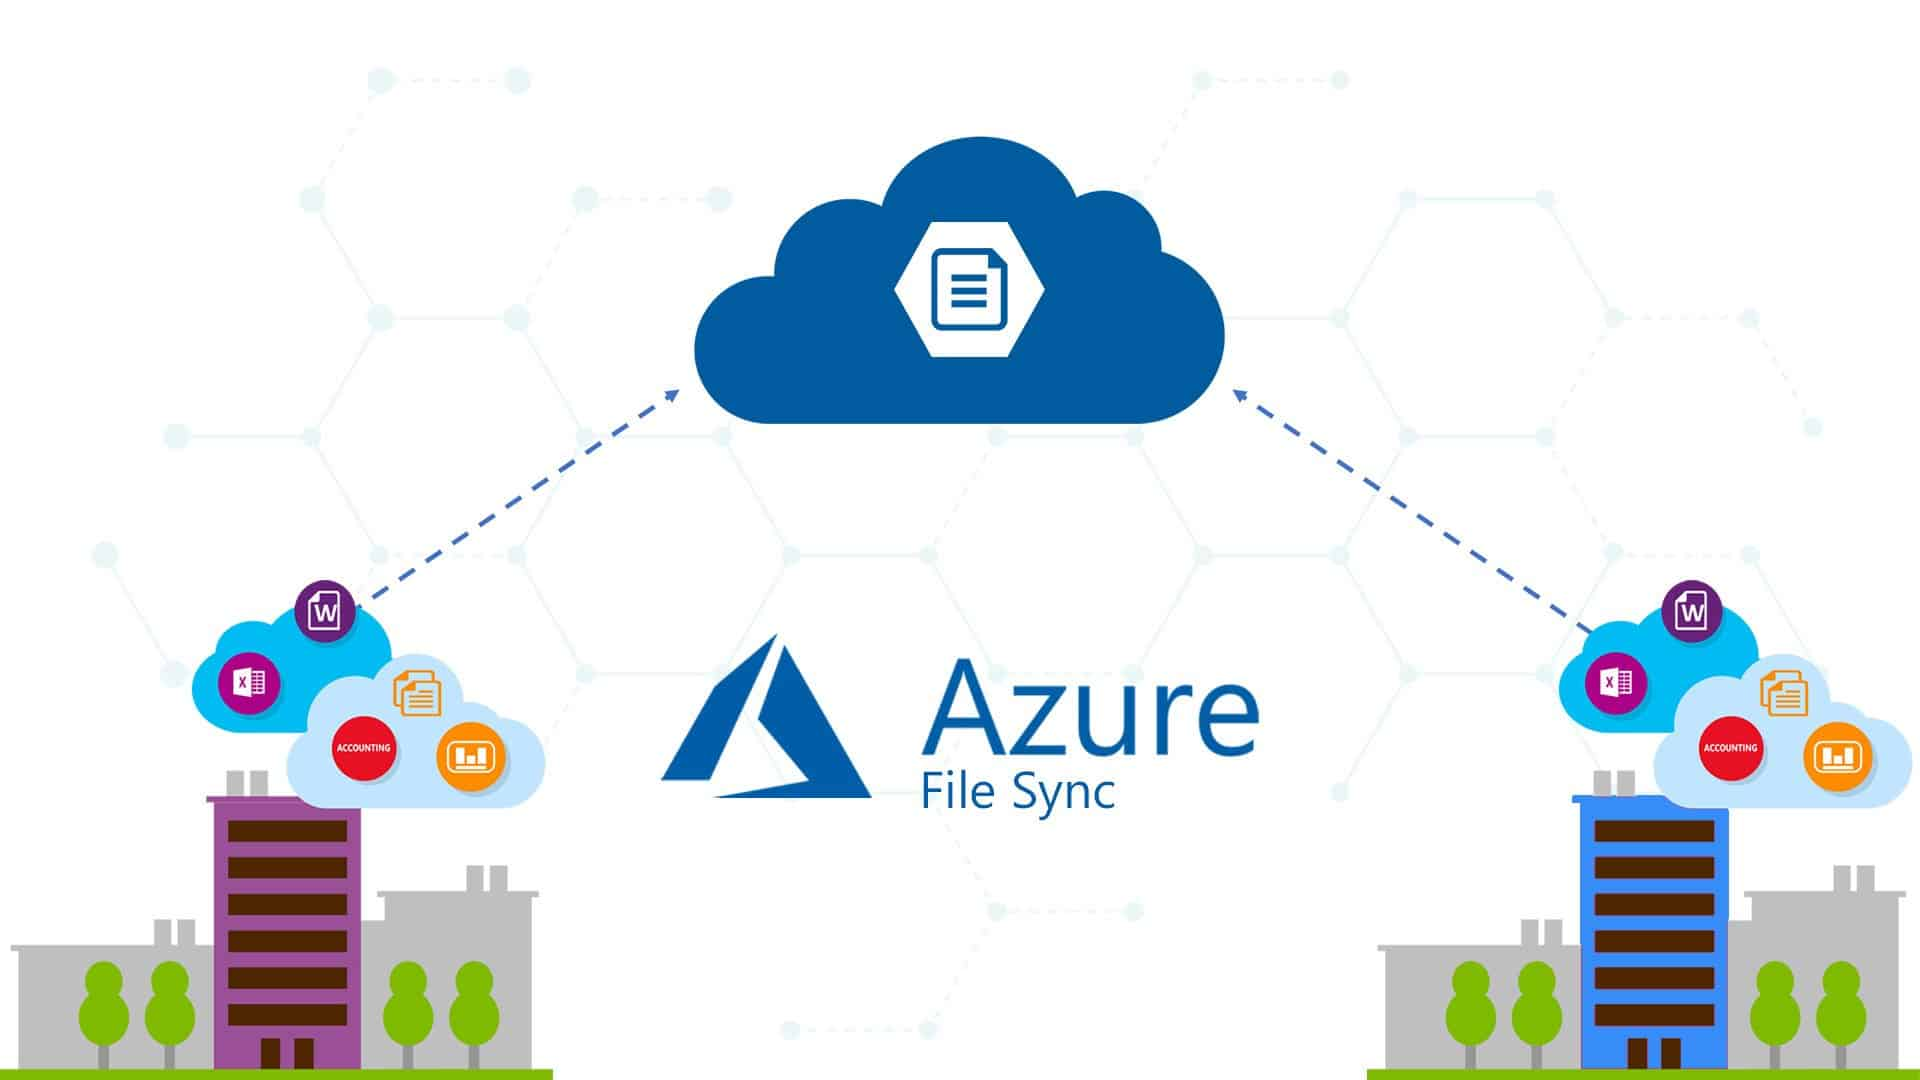 W
X
ACCOUNTING
Azure
File Sync
W
X
ACCOUNTING